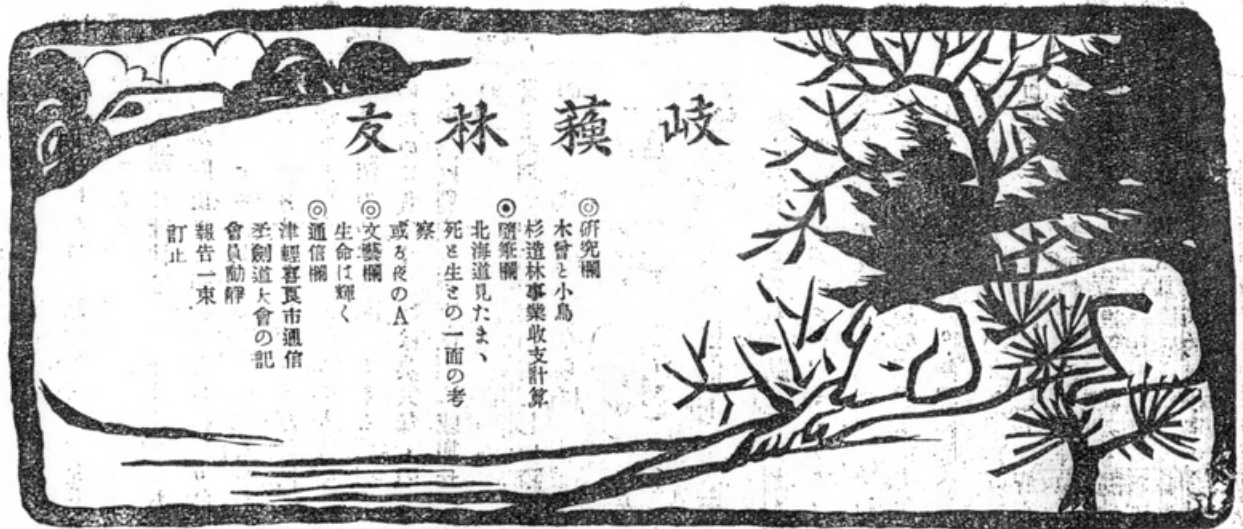 岐蘇林友
◎研究欄
木曾と小鳥
杉造林事業收支計算
◉隨筆欄
北海道見たまゝ
死と生との一面の考
察
或る夜のA
◎文藝欄
生命は輝く
◎通信欄
津輕喜良市通信
柔劍道大會の記
會員動靜
報告一束
訂正